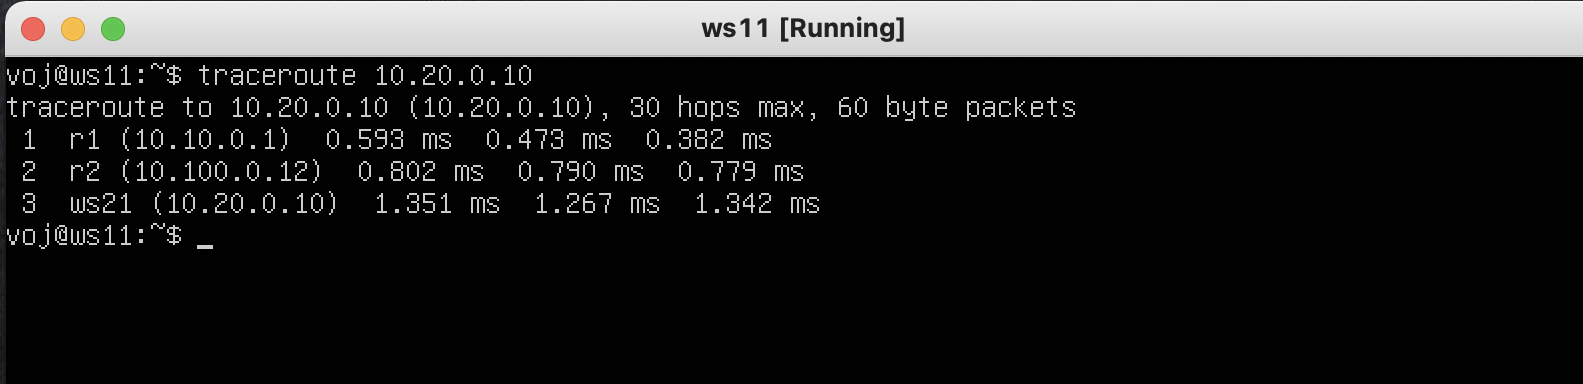 ws11 [Running]
voj@ws11:~$ traceroute 10.20.0.10
traceroute to 10.20.0.10 (10.20.0.10), 30 hops max, 60 byte packets
 1  r1 (10.10.0.1)  0.593 ms  0.473 ms  0.382 ms
 2  r2 (10.100.0.12)  0.802 ms  0.790 ms  0.779 ms
 3  ws21 (10.20.0.10)  1.351 ms  1.267 ms  1.342 ms
voj@ws11:~$ _